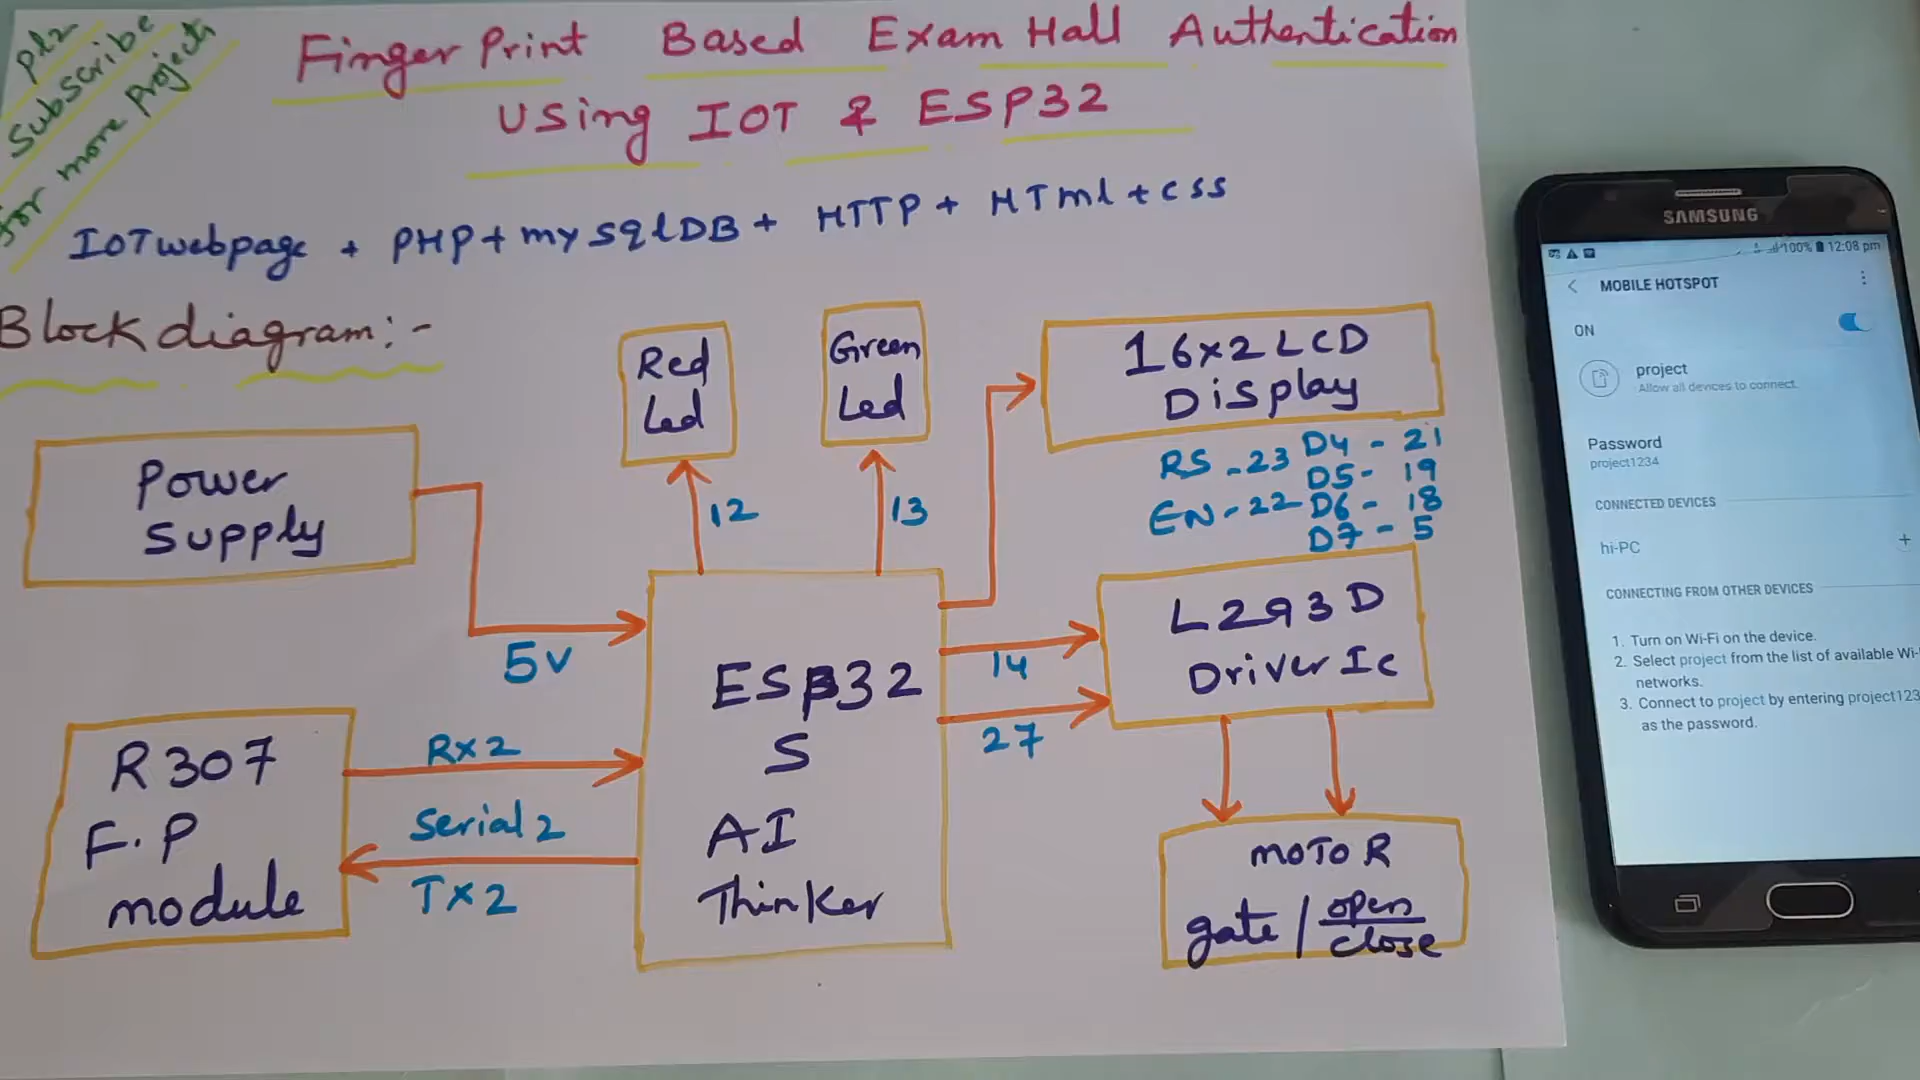 plz
Subscribe
for more projects
Finger Print Based Exam Hall Authentication
Using IOT & ESP32
IOT webpage + PHP + mysqlDB + HTTP + HTml + css
Block diagram:-
Red
Led
Green
Led
16x2 LCD
Display
RS - 23 D4 - 21
D5 - 19
EN - 22 D6 - 18
D7 - 5
Power
Supply
12
13
5v
L293D
Driver Ic
14
27
ESP32
S
AI
Thinker
R307
F.P
module
Rx2
Serial2
Tx2
MOTOR
gate / open
close
SAMSUNG
100% 12:08 pm
MOBILE HOTSPOT
ON
project
Allow all devices to connect.
Password
project1234
CONNECTED DEVICES
hi-PC
CONNECTING FROM OTHER DEVICES
1. Turn on Wi-Fi on the device.
2. Select project from the list of available Wi-
networks.
3. Connect to project by entering project123
as the password.